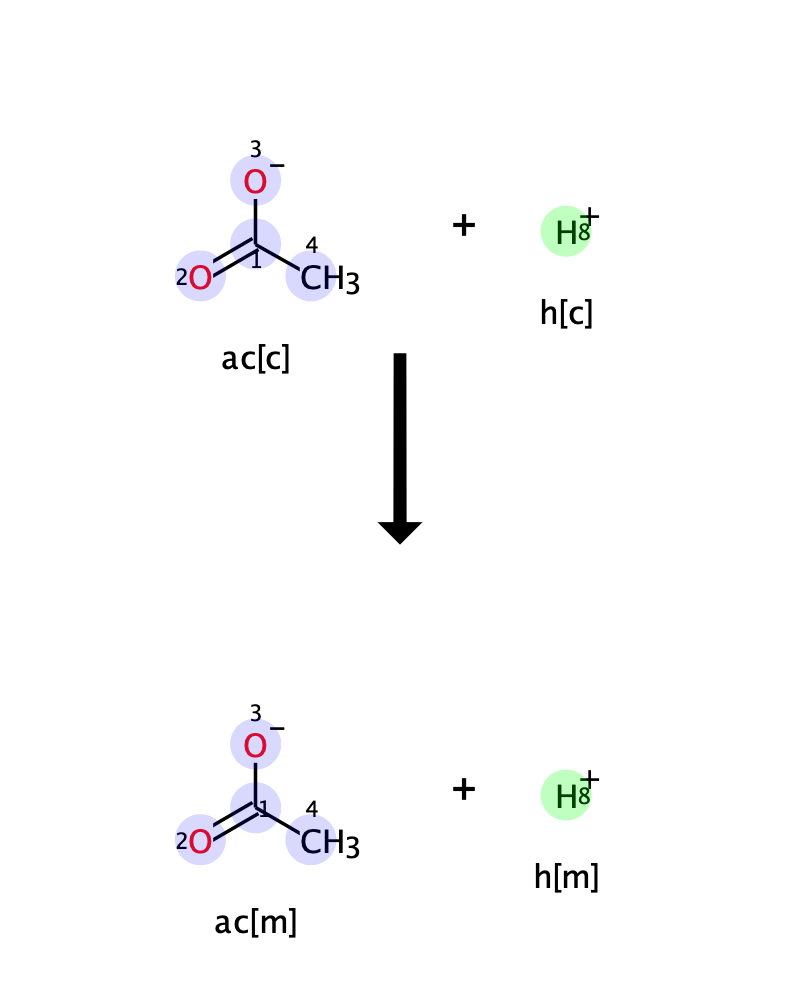 3
O −
+
H8+
4
2O 1 CH3
h[c]
ac[c]
3
O −
+
H8+
1 4
2O CH3
h[m]
ac[m]